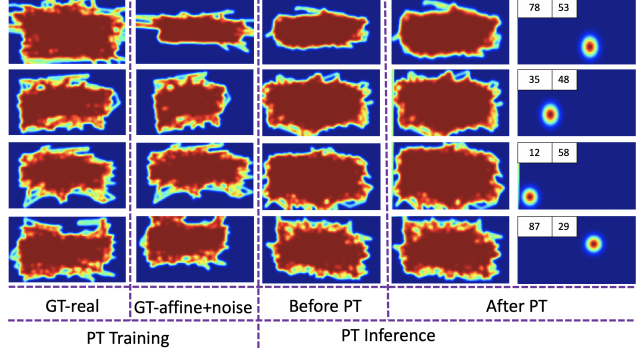 78 53
35 48
12 58
87 29
GT-real GT-affine+noise Before PT After PT
PT Training PT Inference